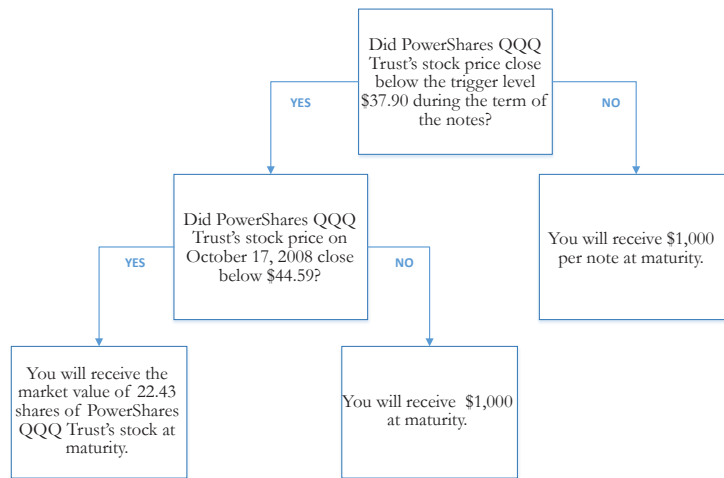 Did PowerShares QQQ
Trust's stock price close
below the trigger level
$37.90 during the term of
the notes?
YES
NO
Did PowerShares QQQ
Trust's stock price on
October 17, 2008 close
below $44.59?
You will receive $1,000
per note at maturity.
YES
NO
You will receive the
market value of 22.43
shares of PowerShares
QQQ Trust's stock at
maturity.
You will receive $1,000
at maturity.